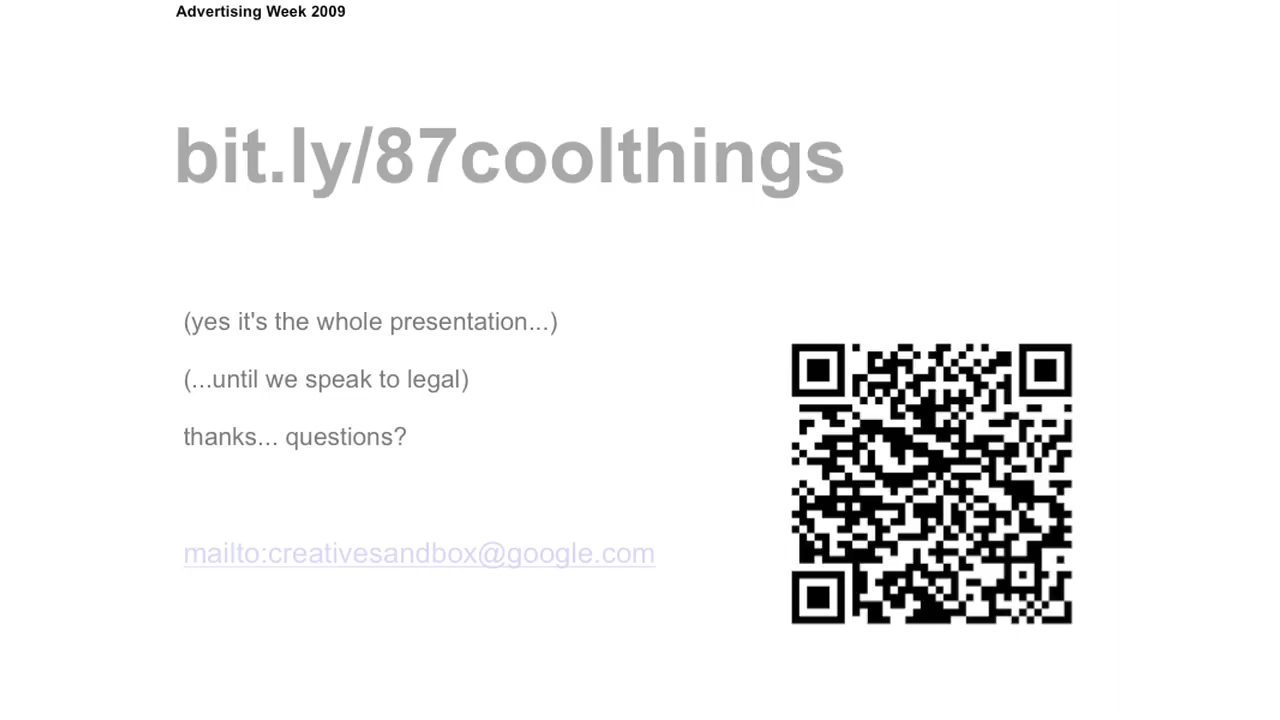 Advertising Week 2009
bit.ly/87coolthings
(yes it's the whole presentation...)
(...until we speak to legal)
thanks... questions?
mailto:creativesandbox@google.com